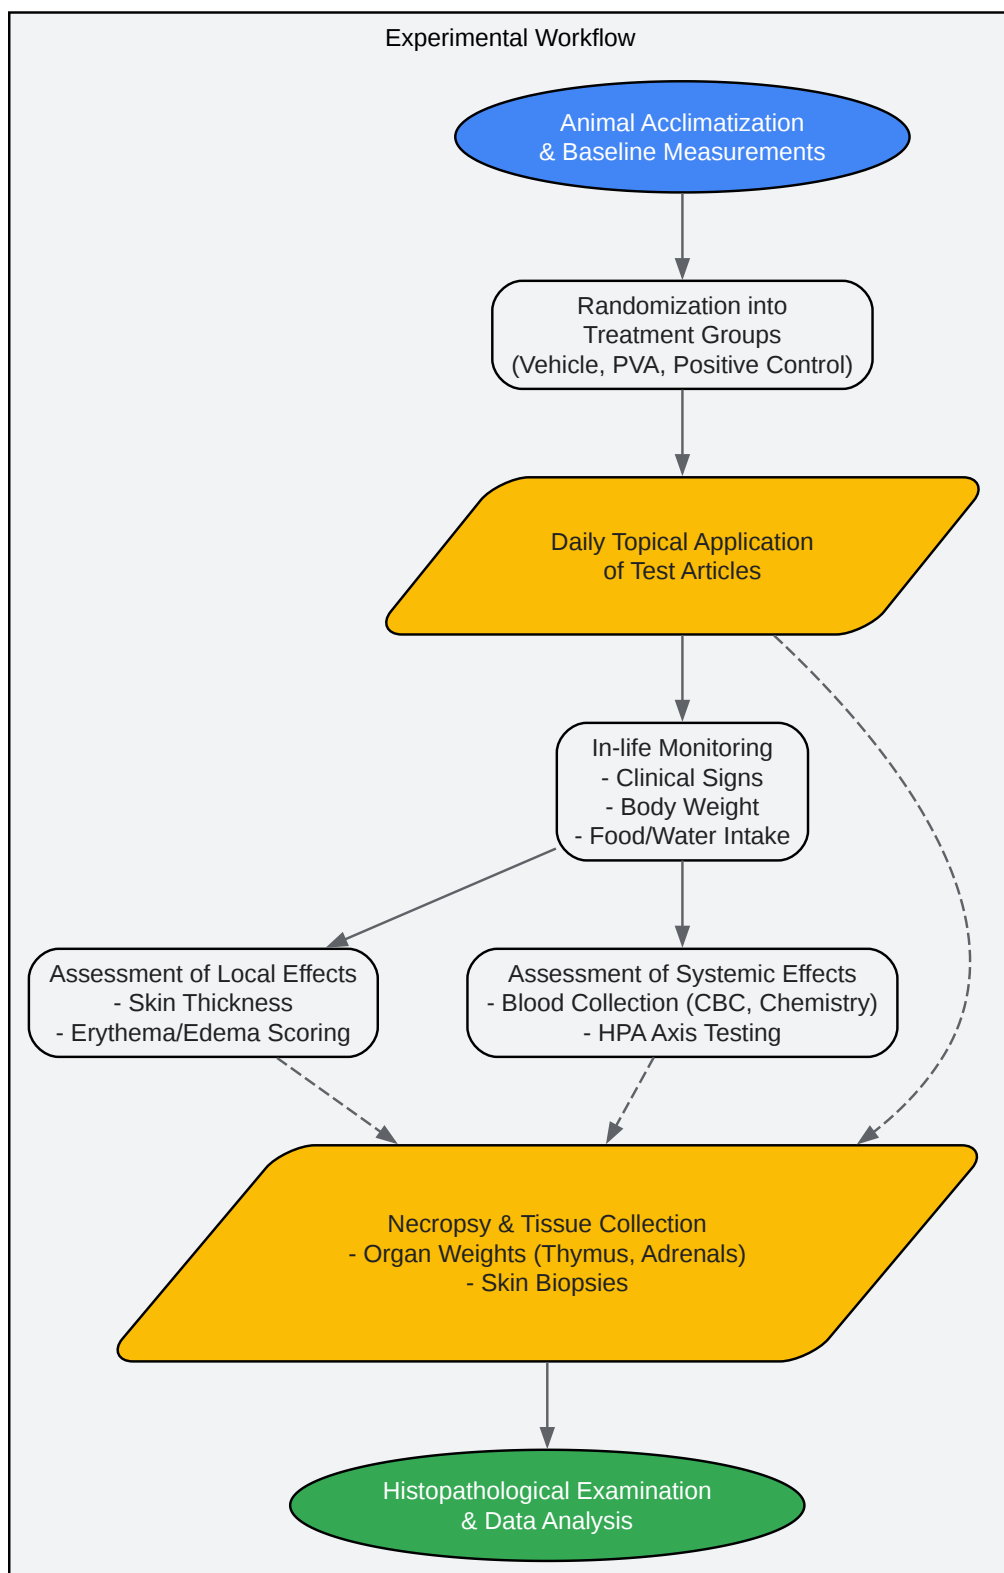 Experimental Workflow
Animal Acclimatization
& Baseline Measurements
Randomization into
Treatment Groups
(Vehicle, PVA, Positive Control)
Daily Topical Application
of Test Articles
In-life Monitoring
- Clinical Signs
- Body Weight
- Food/Water Intake
Assessment of Local Effects
- Skin Thickness
- Erythema/Edema Scoring
Assessment of Systemic Effects
- Blood Collection (CBC, Chemistry)
- HPA Axis Testing
Necropsy & Tissue Collection
- Organ Weights (Thymus, Adrenals)
- Skin Biopsies
Histopathological Examination
& Data Analysis